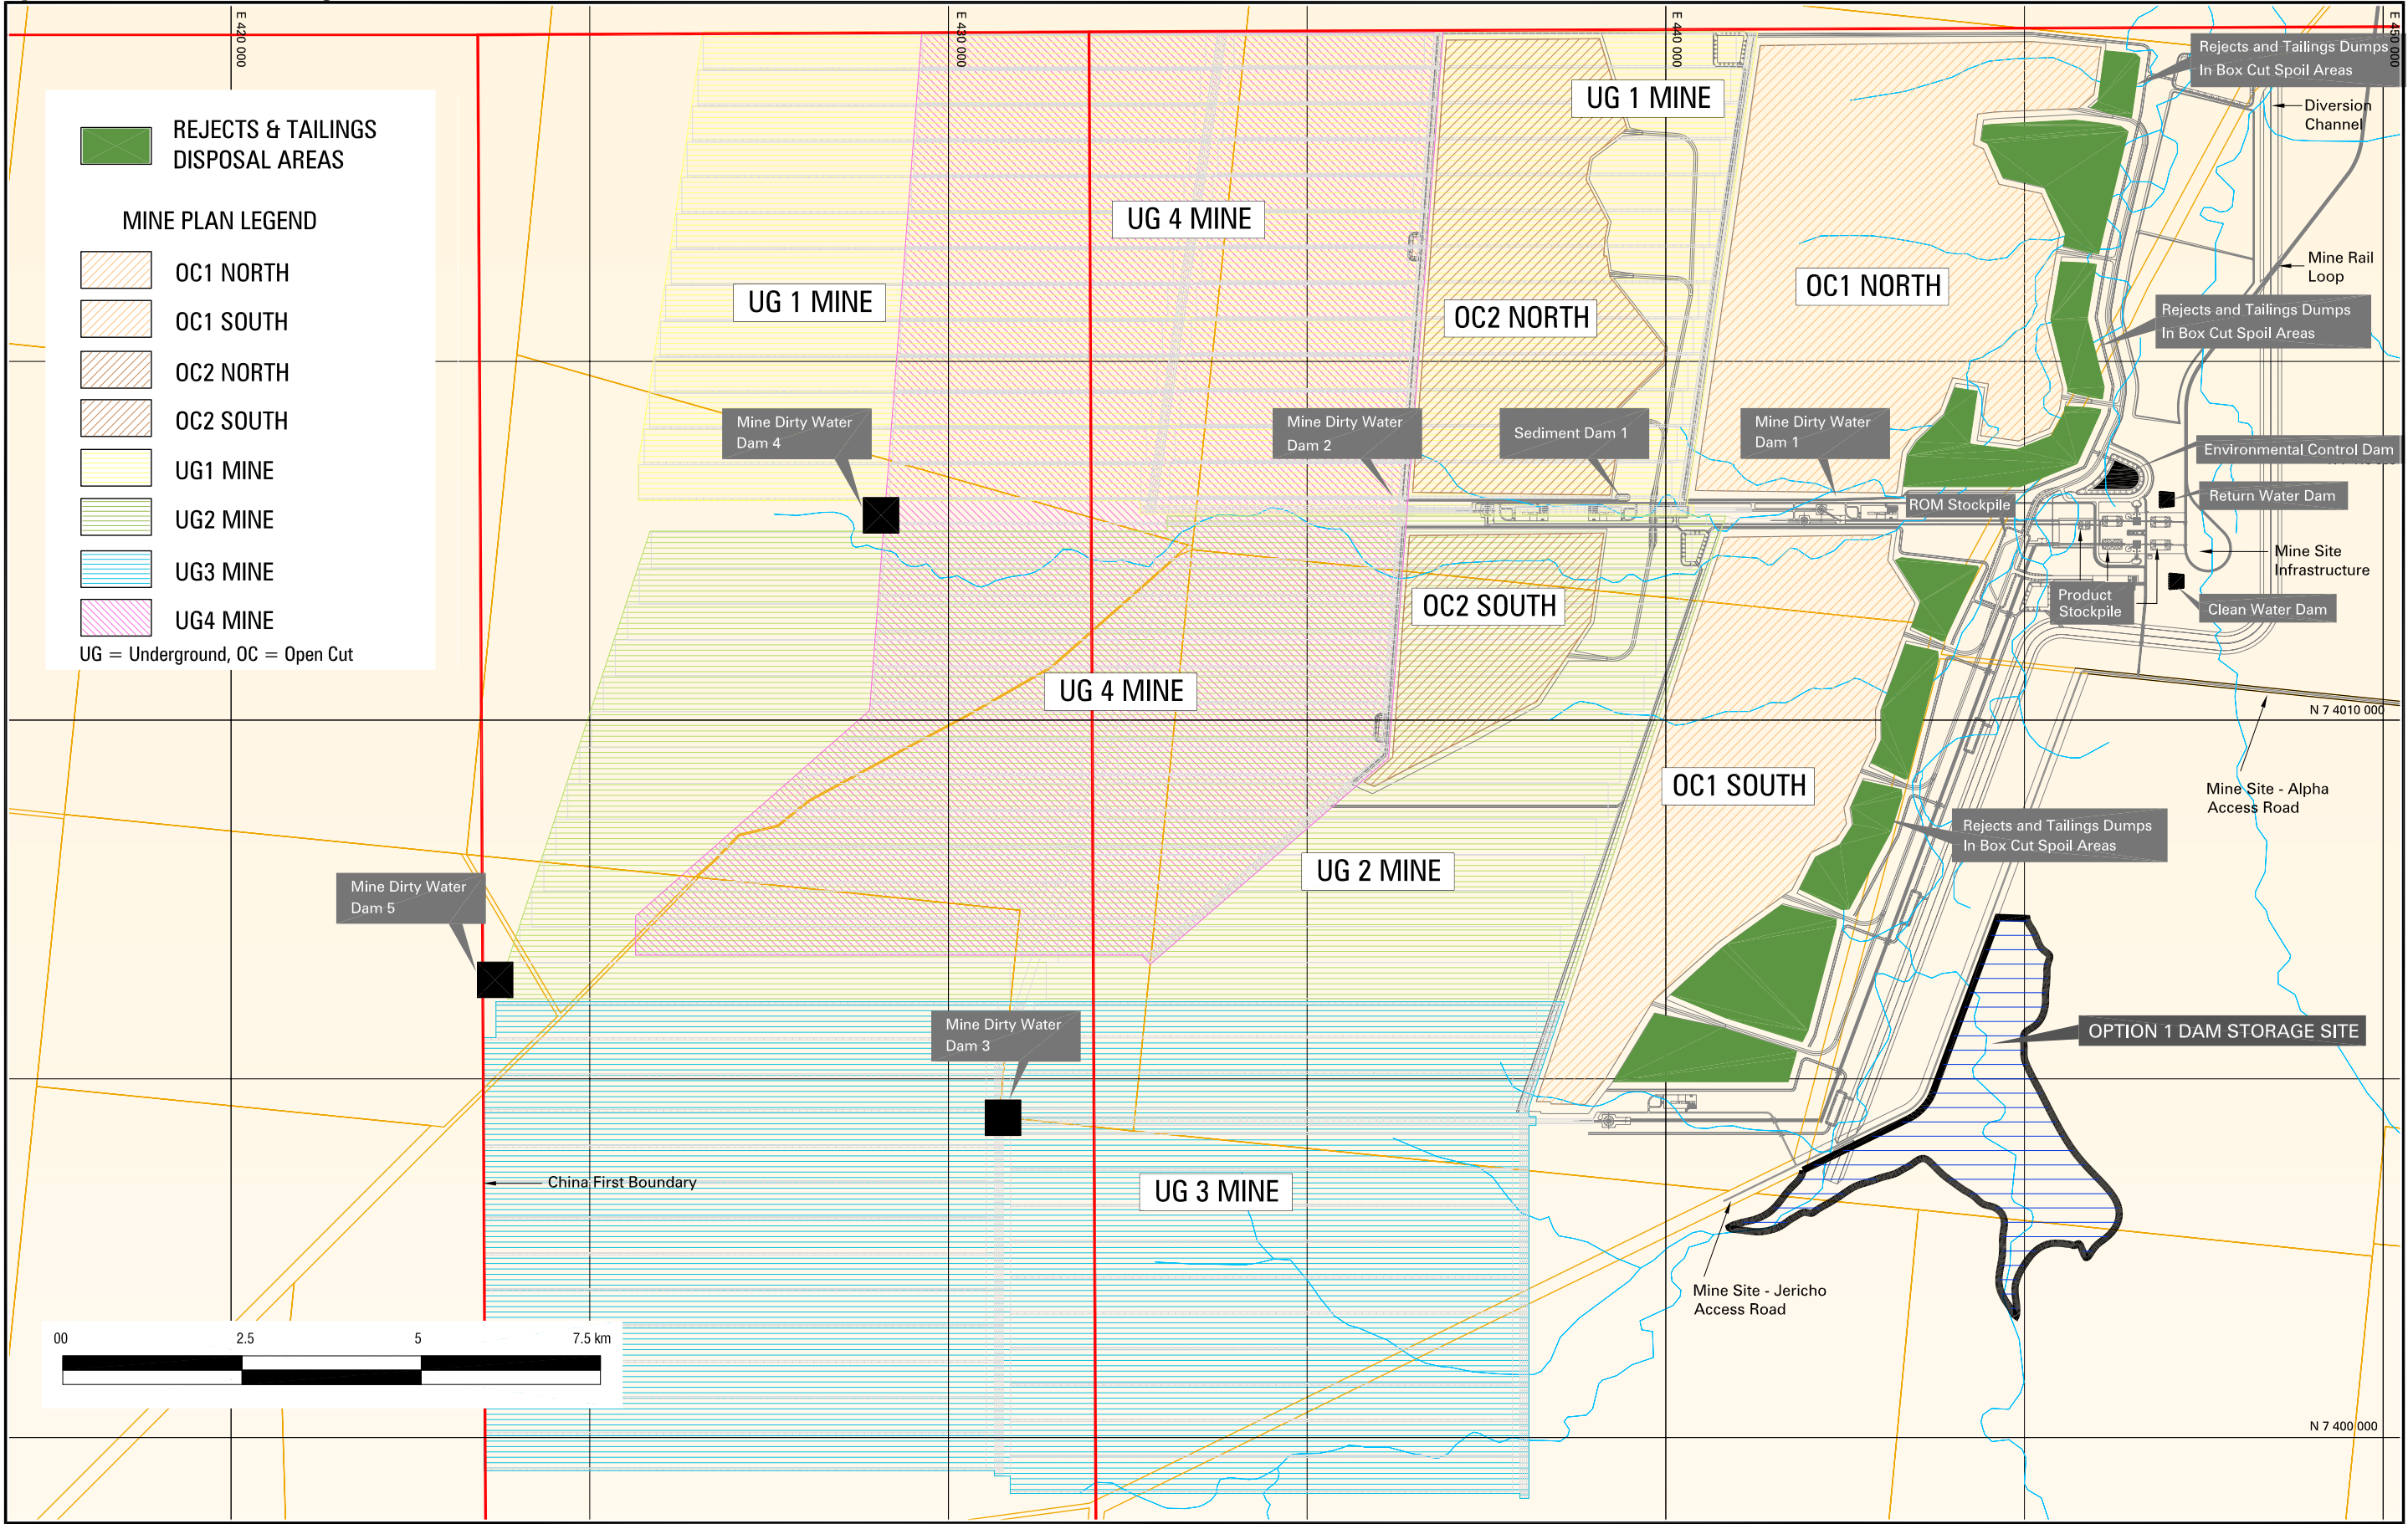 E 420 000
E 430 000
E 440 000
E 450 000
REJECTS & TAILINGS
DISPOSAL AREAS
MINE PLAN LEGEND
OC1 NORTH
OC1 SOUTH
OC2 NORTH
OC2 SOUTH
UG1 MINE
UG2 MINE
UG3 MINE
UG4 MINE
UG = Underground, OC = Open Cut
Rejects and Tailings Dumps
In Box Cut Spoil Areas
Diversion
Channel
UG 1 MINE
UG 4 MINE
Mine Rail
Loop
OC1 NORTH
UG 1 MINE
OC2 NORTH
Rejects and Tailings Dumps
In Box Cut Spoil Areas
Mine Dirty Water
Dam 4
Mine Dirty Water
Dam 2
Sediment Dam 1
Mine Dirty Water
Dam 1
Environmental Control Dam
Return Water Dam
ROM Stockpile
Mine Site
Infrastructure
Product
Stockpile
Clean Water Dam
OC2 SOUTH
UG 4 MINE
N 7 4010 000
OC1 SOUTH
Mine Site - Alpha
Access Road
Rejects and Tailings Dumps
In Box Cut Spoil Areas
UG 2 MINE
Mine Dirty Water
Dam 5
Mine Dirty Water
Dam 3
OPTION 1 DAM STORAGE SITE
China First Boundary
UG 3 MINE
Mine Site - Jericho
Access Road
00 2.5 5 7.5 km
N 7 400 000